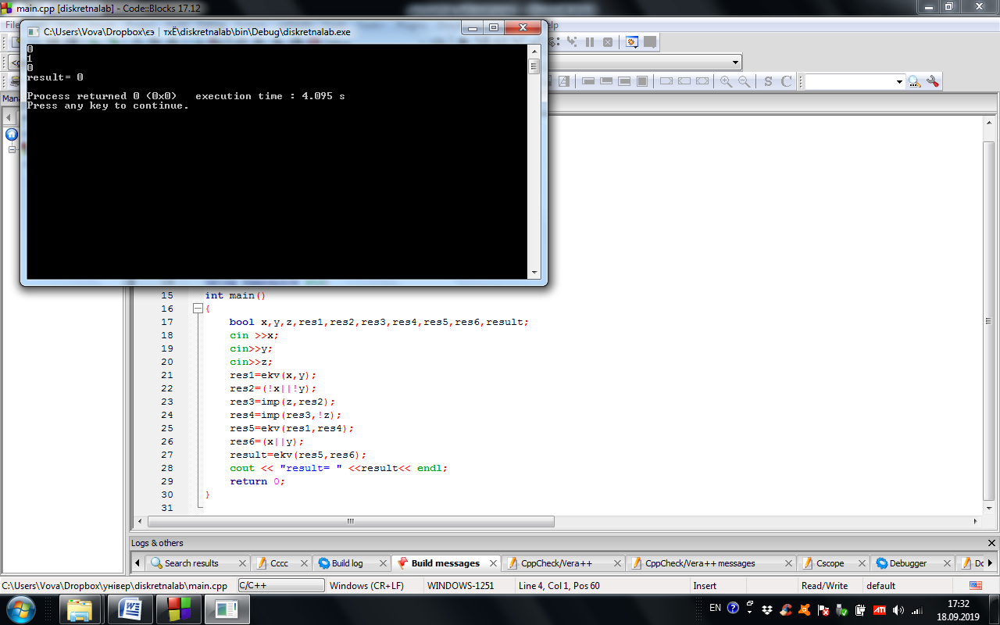 main.cpp [diskretnalab] - Code::Blocks 17.12
C:\Users\Vova\Dropbox\єэ | тхЁ\diskretnalab\bin\Debug\diskretnalab.exe
0
1
0
result= 0
Process returned 0 (0x0)   execution time : 4.095 s
Press any key to continue.
15 int main()
16 {
17     bool x,y,z,res1,res2,res3,res4,res5,res6,result;
18     cin >>x;
19     cin>>y;
20     cin>>z;
21     res1=ekv(x,y);
22     res2=(!x||!y);
23     res3=imp(z,res2);
24     res4=imp(res3,!z);
25     res5=ekv(res1,res4);
26     res6=(x||y);
27     result=ekv(res5,res6);
28     cout << "result= " <<result<< endl;
29     return 0;
30 }
31
Logs & others
Search results Cccc Build log Build messages CppCheck/Vera++ CppCheck/Vera++ messages Cscope Debugger
C:\Users\Vova\Dropbox\універ\diskretnalab\main.cpp C/C++ Windows (CR+LF) WINDOWS-1251 Line 4, Col 1, Pos 60 Insert Read/Write default
EN 17:32
18.09.2019